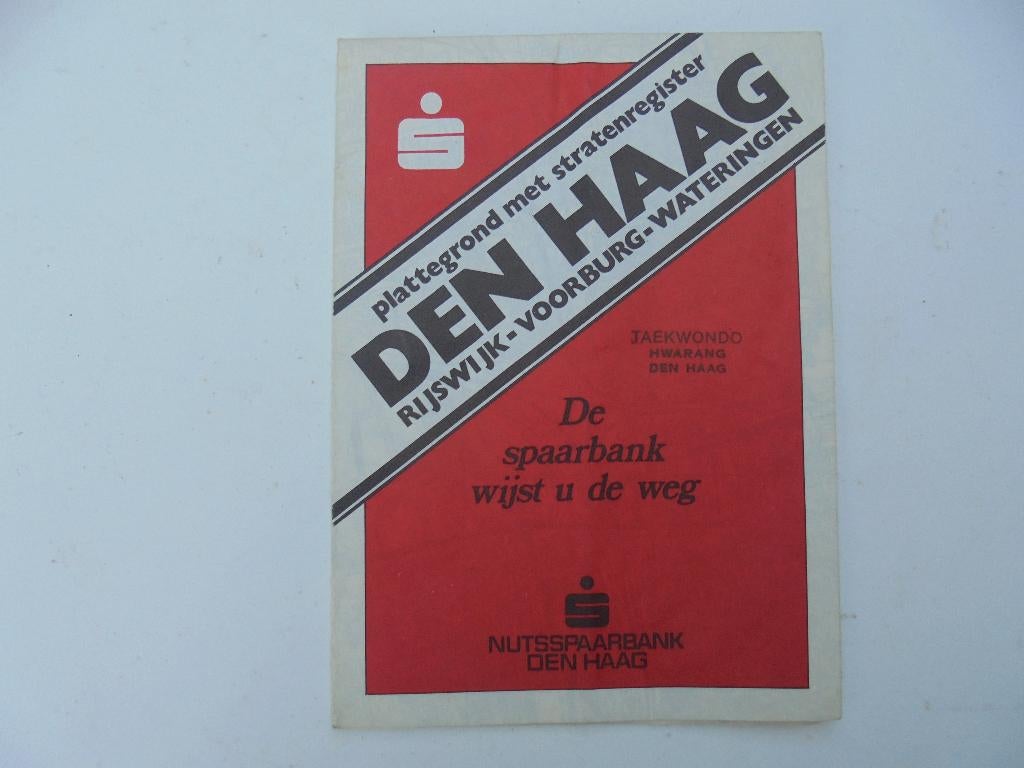 plattegrond met stratenregister
DEN HAAG
RIJSWIJK-VOORBURG-WATERINGEN
TAEKWONDO
HWARANG
DEN HAAG
De
spaarbank
wijst u de weg
NUTSSPAARBANK
DEN HAAG